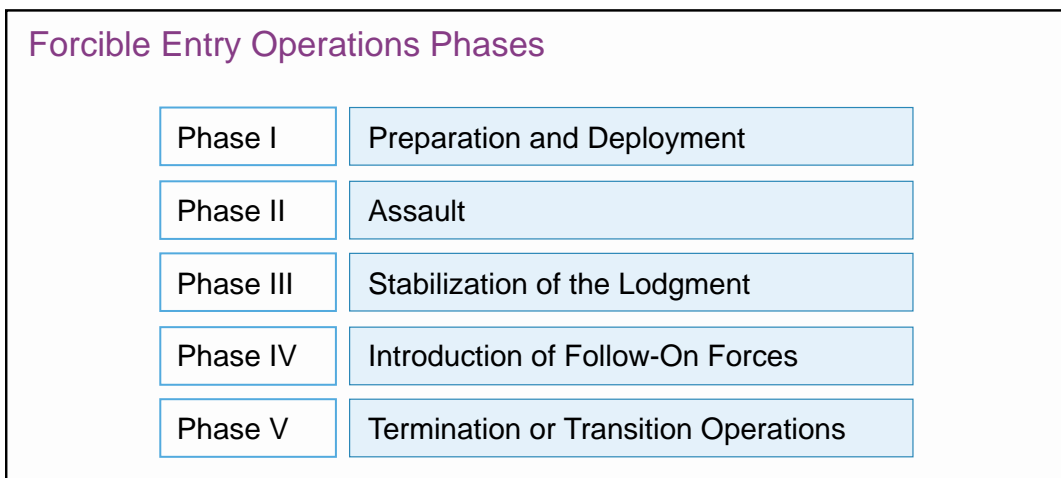 Forcible Entry Operations Phases
Phase I Preparation and Deployment
Phase II Assault
Phase III Stabilization of the Lodgment
Phase IV Introduction of Follow-On Forces
Phase V Termination or Transition Operations